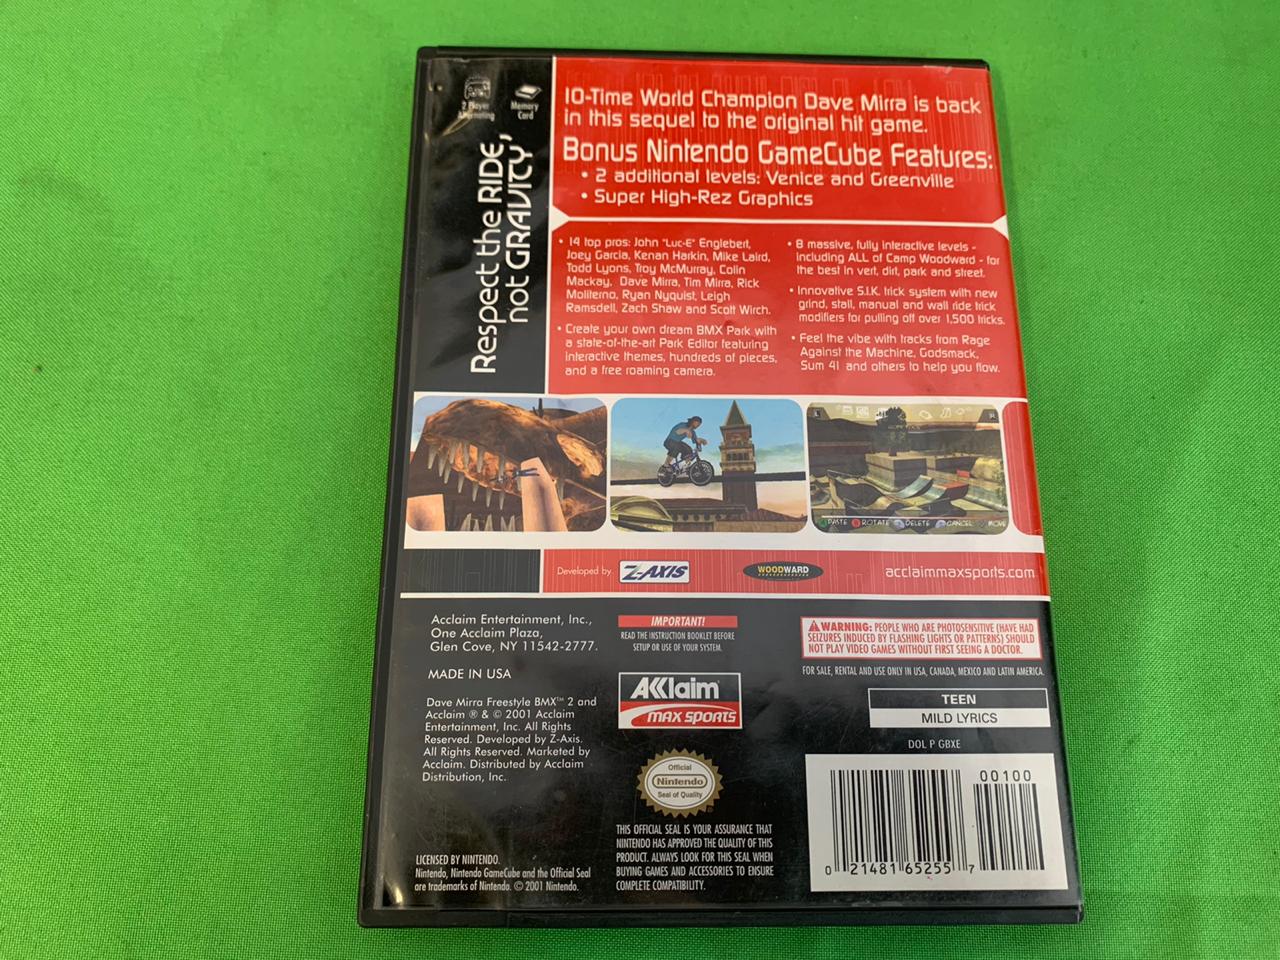 2 Player
Alternating
Memory
Card
Respect the RIDE,
not GRAVITY
10-Time World Champion Dave Mirra is back
in this sequel to the original hit game.
Bonus Nintendo GameCube Features:
• 2 additional levels: Venice and Greenville
• Super High-Rez Graphics
• 14 top pros: John "Luc-E" Englebert,
Joey Garcia, Kenan Harkin, Mike Laird,
Todd Lyons, Troy McMurray, Colin
Mackay, Dave Mirra, Tim Mirra, Rick
Moliterno, Ryan Nyquist, Leigh
Ramsdell, Zach Shaw and Scott Wirch.
• Create your own dream BMX Park with
a state-of-the-art Park Editor featuring
interactive themes, hundreds of pieces,
and a free roaming camera.
• 8 massive, fully interactive levels -
including ALL of Camp Woodward - for
the best in vert, dirt, park and street.
• Innovative S.I.K. trick system with new
grind, stall, manual and wall ride trick
modifiers for pulling off over 1,500 tricks.
• Feel the vibe with tracks from Rage
Against the Machine, Godsmack,
Sum 41 and others to help you flow.
PASTE ROTATE DELETE CANCEL MOVE
Developed by Z-AXIS
WOODWARD
acclaimmaxsports.com
Acclaim Entertainment, Inc.,
One Acclaim Plaza,
Glen Cove, NY 11542-2777.
MADE IN USA
Dave Mirra Freestyle BMX™ 2 and
Acclaim ® & © 2001 Acclaim
Entertainment, Inc. All Rights
Reserved. Developed by Z-Axis.
All Rights Reserved. Marketed by
Acclaim. Distributed by Acclaim
Distribution, Inc.
LICENSED BY NINTENDO.
Nintendo, Nintendo GameCube and the Official Seal
are trademarks of Nintendo. © 2001 Nintendo.
IMPORTANT!
READ THE INSTRUCTION BOOKLET BEFORE
SETUP OR USE OF YOUR SYSTEM.
AKklaim
MAX SPORTS
Official
Nintendo
Seal of Quality
THIS OFFICIAL SEAL IS YOUR ASSURANCE THAT
NINTENDO HAS APPROVED THE QUALITY OF THIS
PRODUCT. ALWAYS LOOK FOR THIS SEAL WHEN
BUYING GAMES AND ACCESSORIES TO ENSURE
COMPLETE COMPATIBILITY.
WARNING: PEOPLE WHO ARE PHOTOSENSITIVE (HAVE HAD
SEIZURES INDUCED BY FLASHING LIGHTS OR PATTERNS) SHOULD
NOT PLAY VIDEO GAMES WITHOUT FIRST SEEING A DOCTOR.
FOR SALE, RENTAL AND USE ONLY IN USA, CANADA, MEXICO AND LATIN AMERICA.
TEEN
MILD LYRICS
DOL P GBXE
00100
0 21481 65255 7